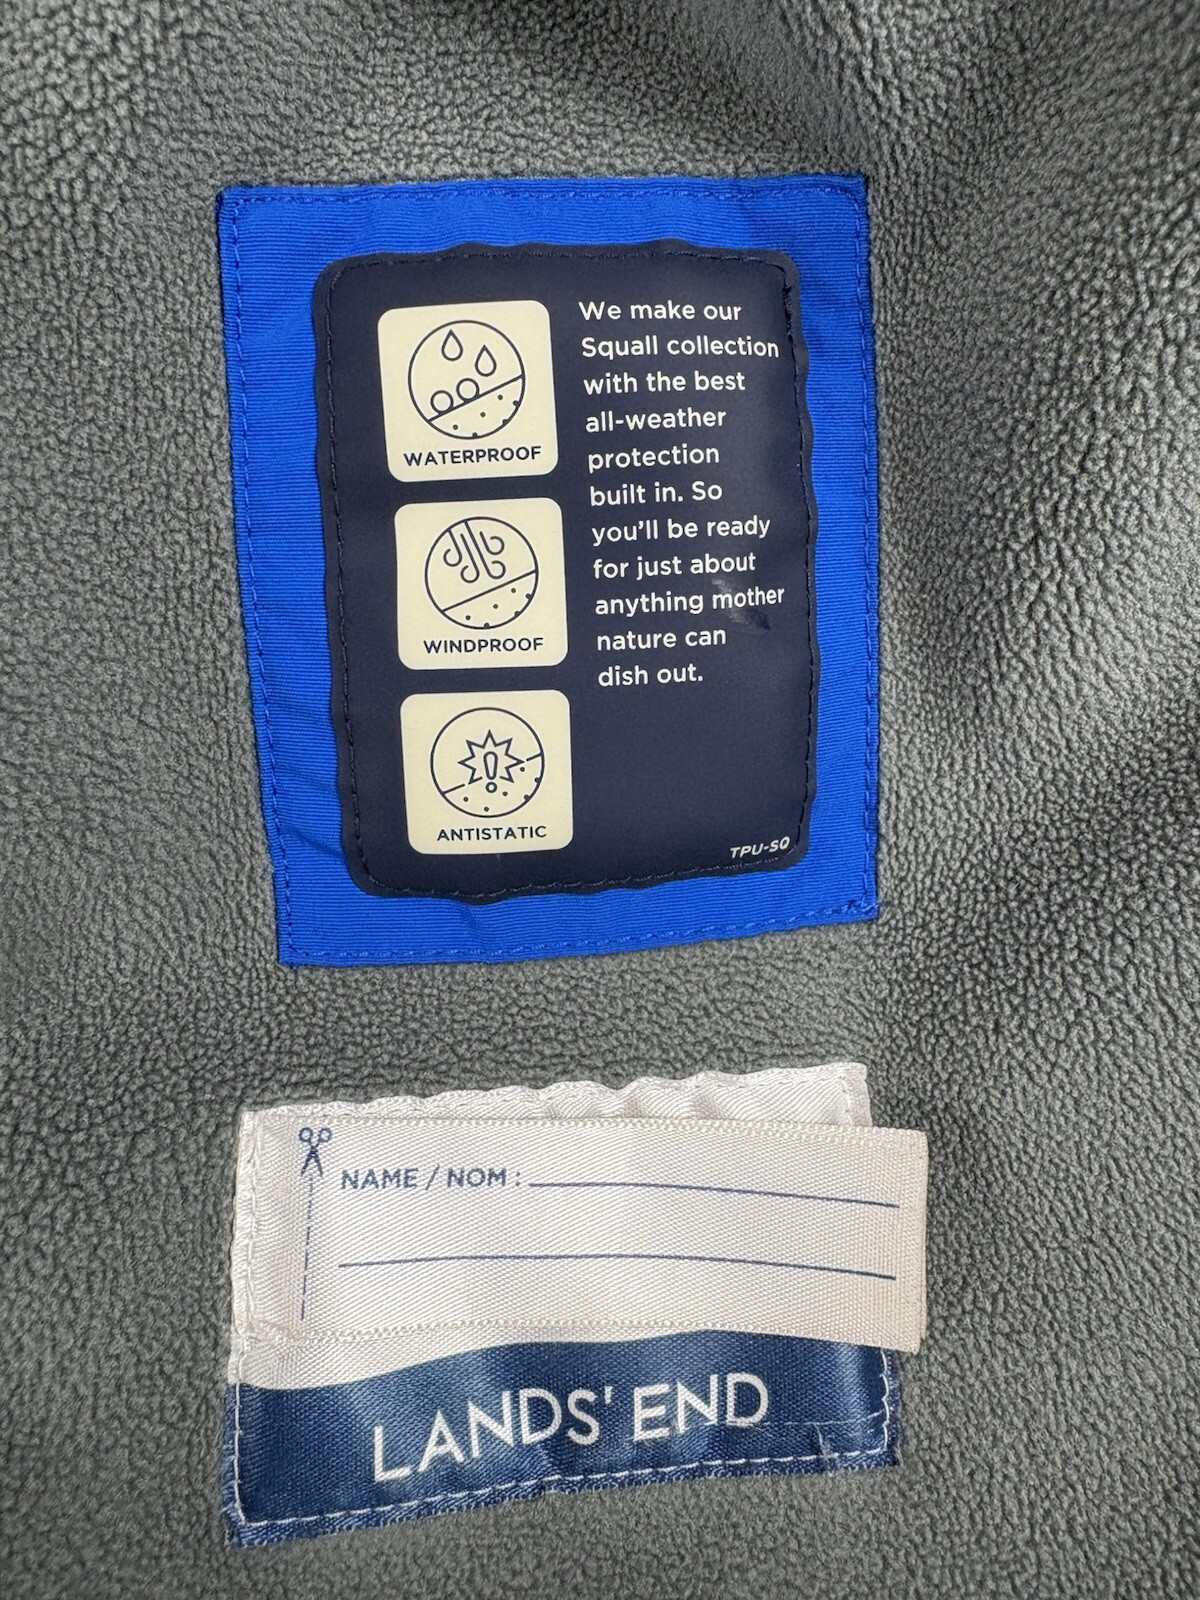 WATERPROOF
WINDPROOF
ANTISTATIC
We make our
Squall collection
with the best
all-weather
protection
built in. So
you'll be ready
for just about
anything mother
nature can
dish out.
TPU-SQ
NAME / NOM :
LANDS' END